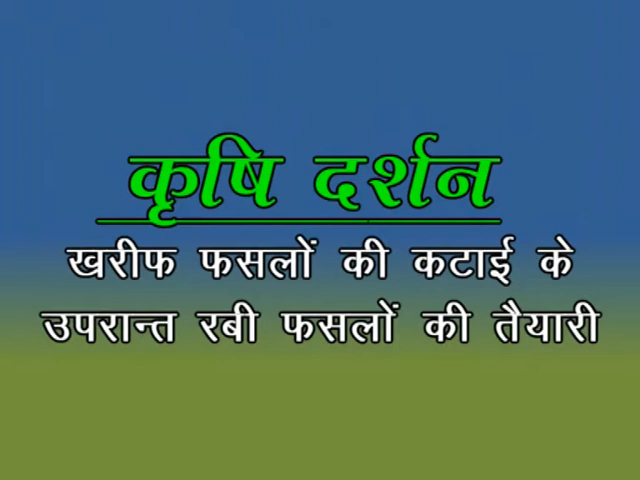 कृषि दर्शन
खरीफ फसलों की कटाई के
उपरान्त रबी फसलों की तैयारी